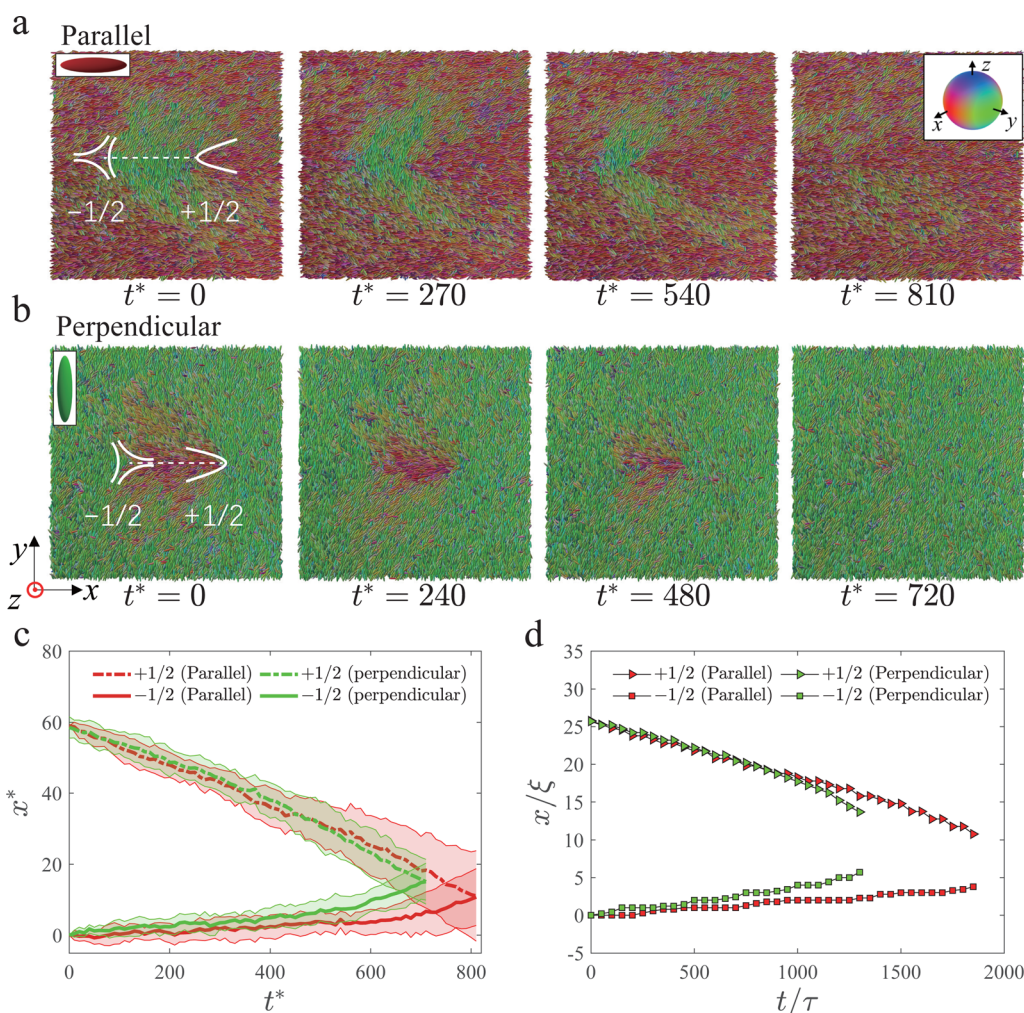 a
Parallel
z
x
y
−1/2 +1/2
t* = 0 t* = 270 t* = 540 t* = 810
b
Perpendicular
−1/2 +1/2
y
z x
t* = 0 t* = 240 t* = 480 t* = 720
c
+1/2 (Parallel) +1/2 (perpendicular)
−1/2 (Parallel) −1/2 (perpendicular)
80
60
40
20
0
x*
0 200 400 600 800
t*
d
+1/2 (Parallel) +1/2 (Perpendicular)
−1/2 (Parallel) −1/2 (Perpendicular)
35
30
25
20
15
10
5
0
-5
x/ξ
0 500 1000 1500 2000
t/τ